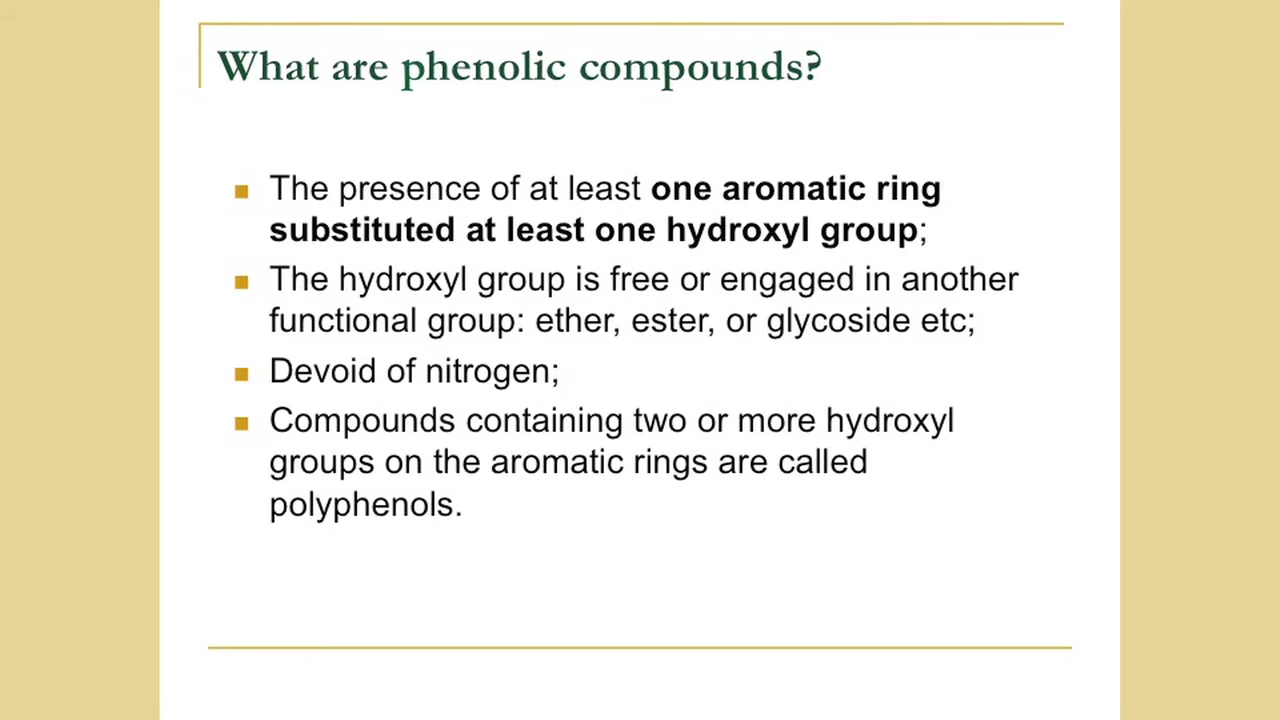 What are phenolic compounds?
The presence of at least one aromatic ring
substituted at least one hydroxyl group;
The hydroxyl group is free or engaged in another
functional group: ether, ester, or glycoside etc;
Devoid of nitrogen;
Compounds containing two or more hydroxyl
groups on the aromatic rings are called
polyphenols.